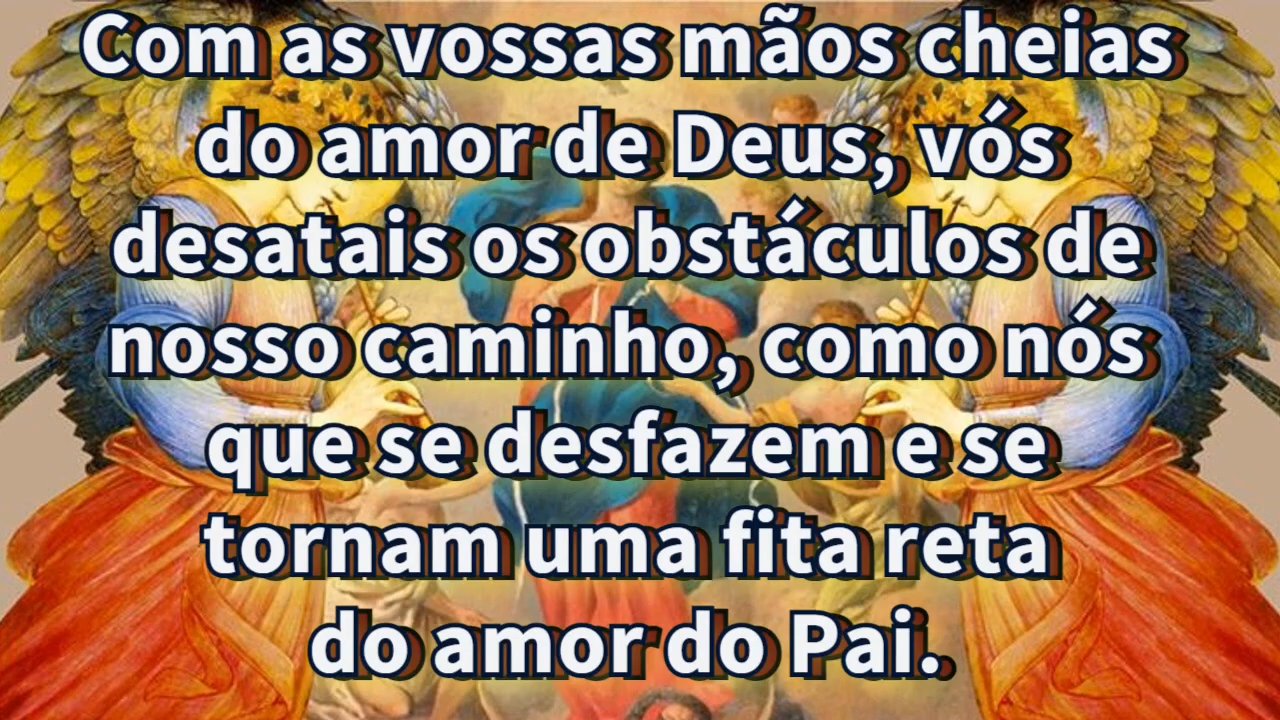 Com as vossas mãos cheias
do amor de Deus, vós
desatais os obstáculos de
nosso caminho, como nós
que se desfazem e se
tornam uma fita reta
do amor do Pai.